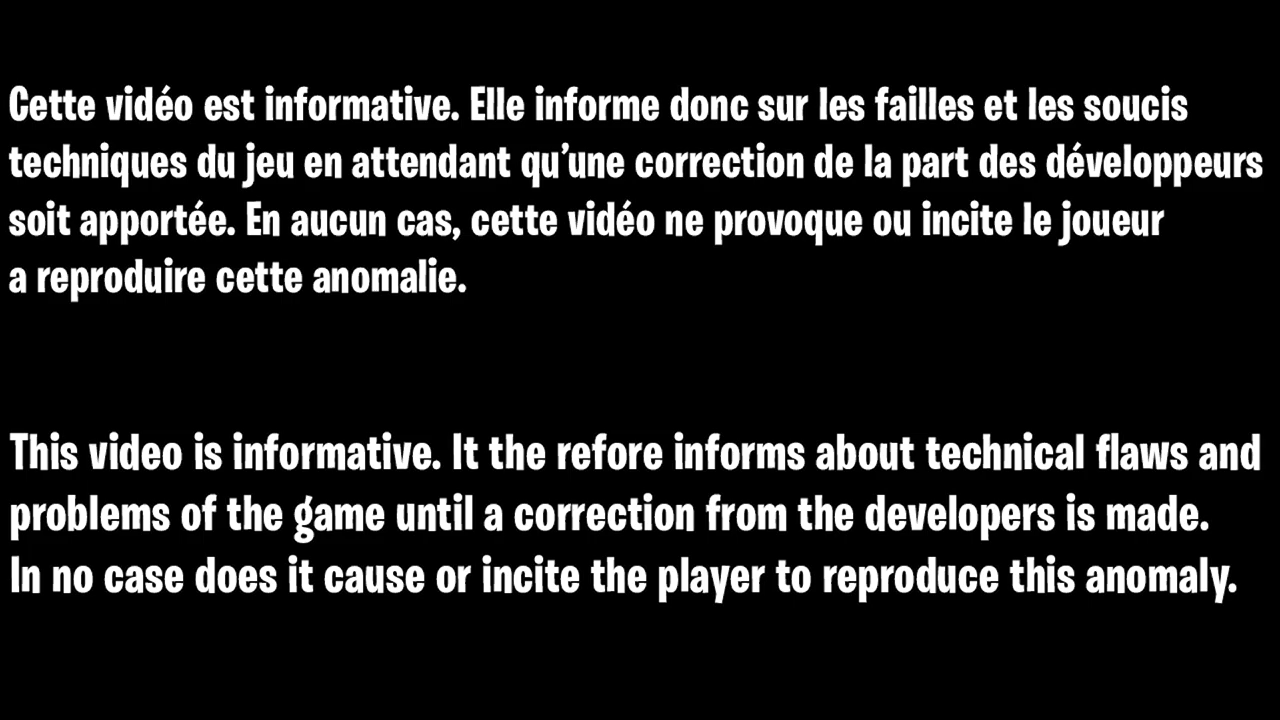 Cette vidéo est informative. Elle informe donc sur les failles et les soucis
techniques du jeu en attendant qu'une correction de la part des développeurs
soit apportée. En aucun cas, cette vidéo ne provoque ou incite le joueur
a reproduire cette anomalie.
This video is informative. It the refore informs about technical flaws and
problems of the game until a correction from the developers is made.
In no case does it cause or incite the player to reproduce this anomaly.